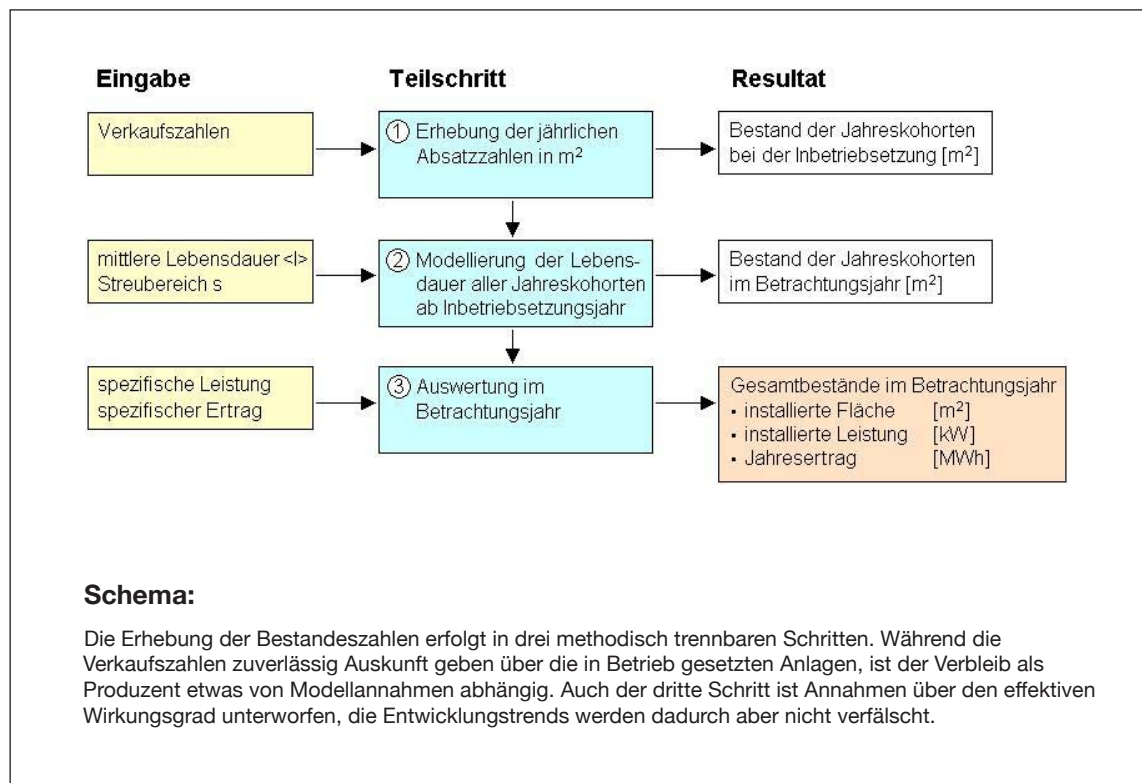 Eingabe
Teilschritt
Resultat
Verkaufszahlen
① Erhebung der jährlichen
Absatzzahlen in m²
Bestand der Jahreskohorten
bei der Inbetriebsetzung [m²]
mittlere Lebensdauer <l>
Streubereich s
② Modellierung der Lebens-
dauer aller Jahreskohorten
ab Inbetriebsetzungsjahr
Bestand der Jahreskohorten
im Betrachtungsjahr [m²]
spezifische Leistung
spezifischer Ertrag
③ Auswertung im
Betrachtungsjahr
Gesamtbestände im Betrachtungsjahr
▪ installierte Fläche [m²]
▪ installierte Leistung [kW]
▪ Jahresertrag [MWh]
Schema:
Die Erhebung der Bestandeszahlen erfolgt in drei methodisch trennbaren Schritten. Während die
Verkaufszahlen zuverlässig Auskunft geben über die in Betrieb gesetzten Anlagen, ist der Verbleib als
Produzent etwas von Modellannahmen abhängig. Auch der dritte Schritt ist Annahmen über den effektiven
Wirkungsgrad unterworfen, die Entwicklungstrends werden dadurch aber nicht verfälscht.